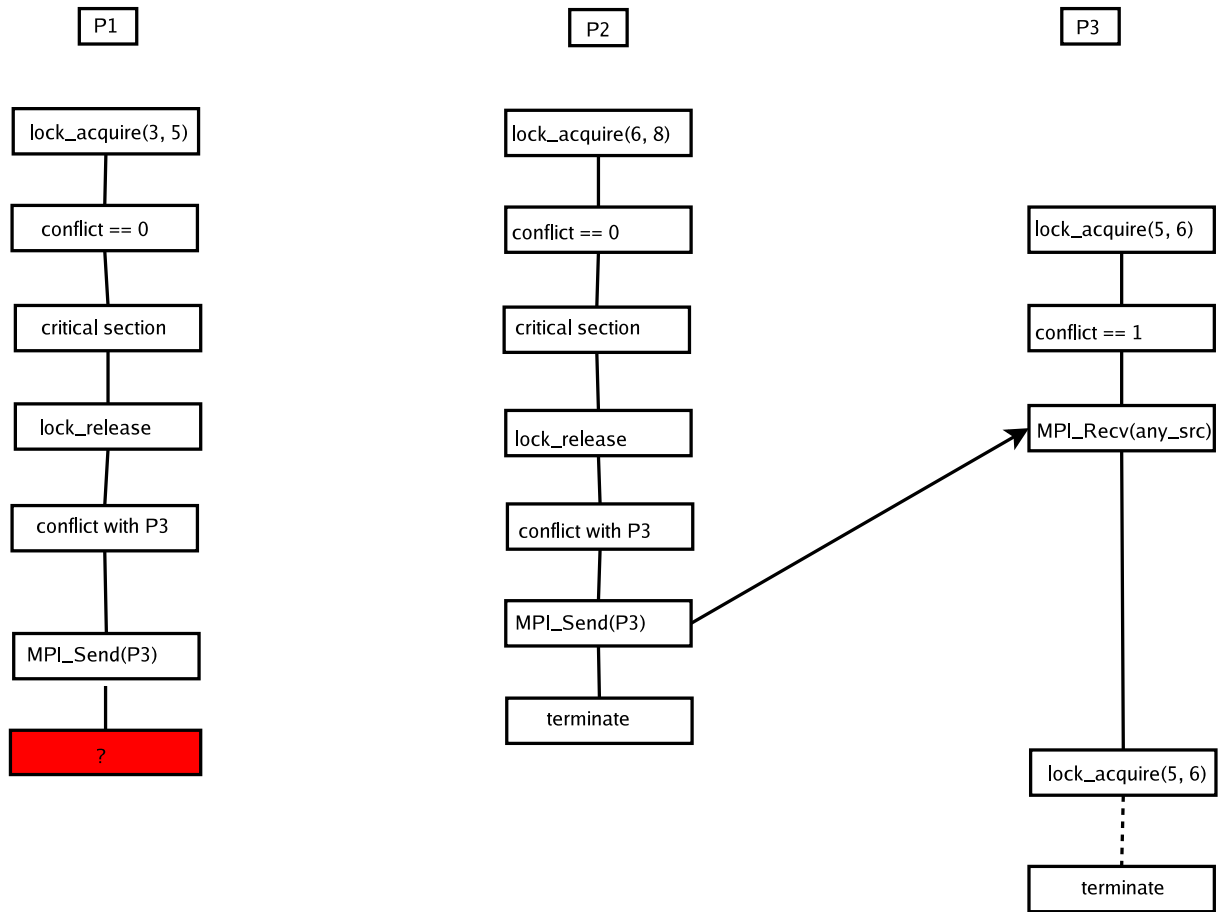 P1
P2
P3
lock_acquire(3, 5)
conflict == 0
critical section
lock_release
conflict with P3
MPI_Send(P3)
?
lock_acquire(6, 8)
conflict == 0
critical section
lock_release
conflict with P3
MPI_Send(P3)
terminate
lock_acquire(5, 6)
conflict == 1
MPI_Recv(any_src)
lock_acquire(5, 6)
terminate